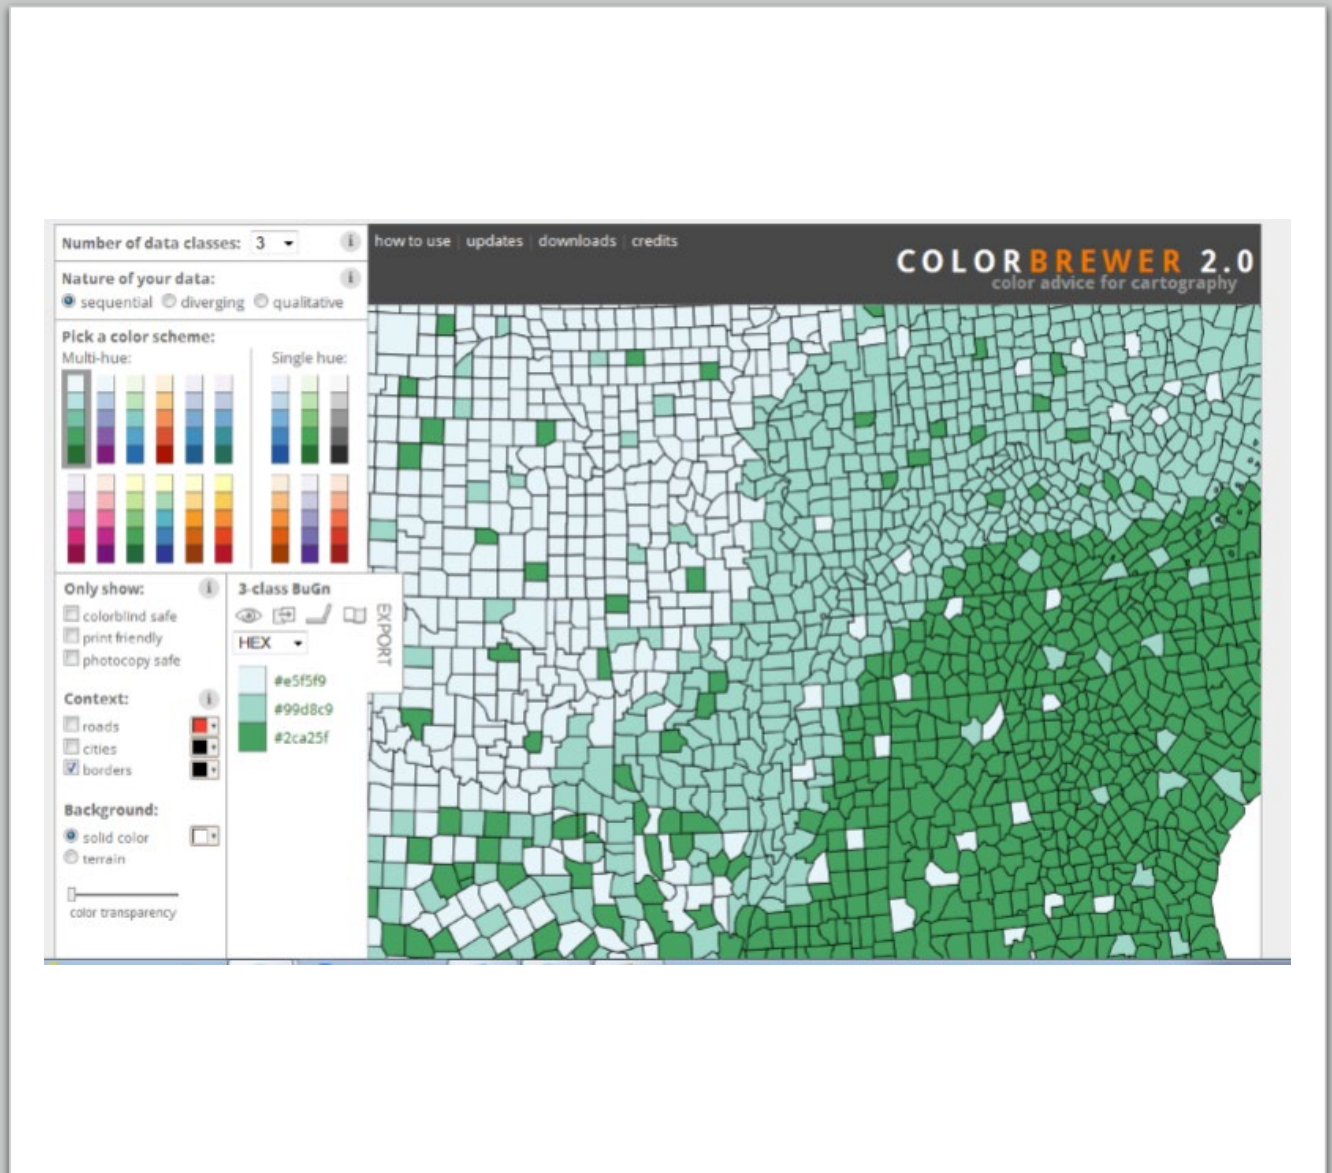 Number of data classes: 3
how to use updates downloads credits
COLORBREWER 2.0
color advice for cartography
Nature of your data:
sequential diverging qualitative
Pick a color scheme:
Multi-hue: Single hue:
Only show:
colorblind safe
print friendly
photocopy safe
Context:
roads
cities
borders
Background:
solid color
terrain
color transparency
3-class BuGn
EXPORT
HEX
#e5f5f9
#99d8c9
#2ca25f